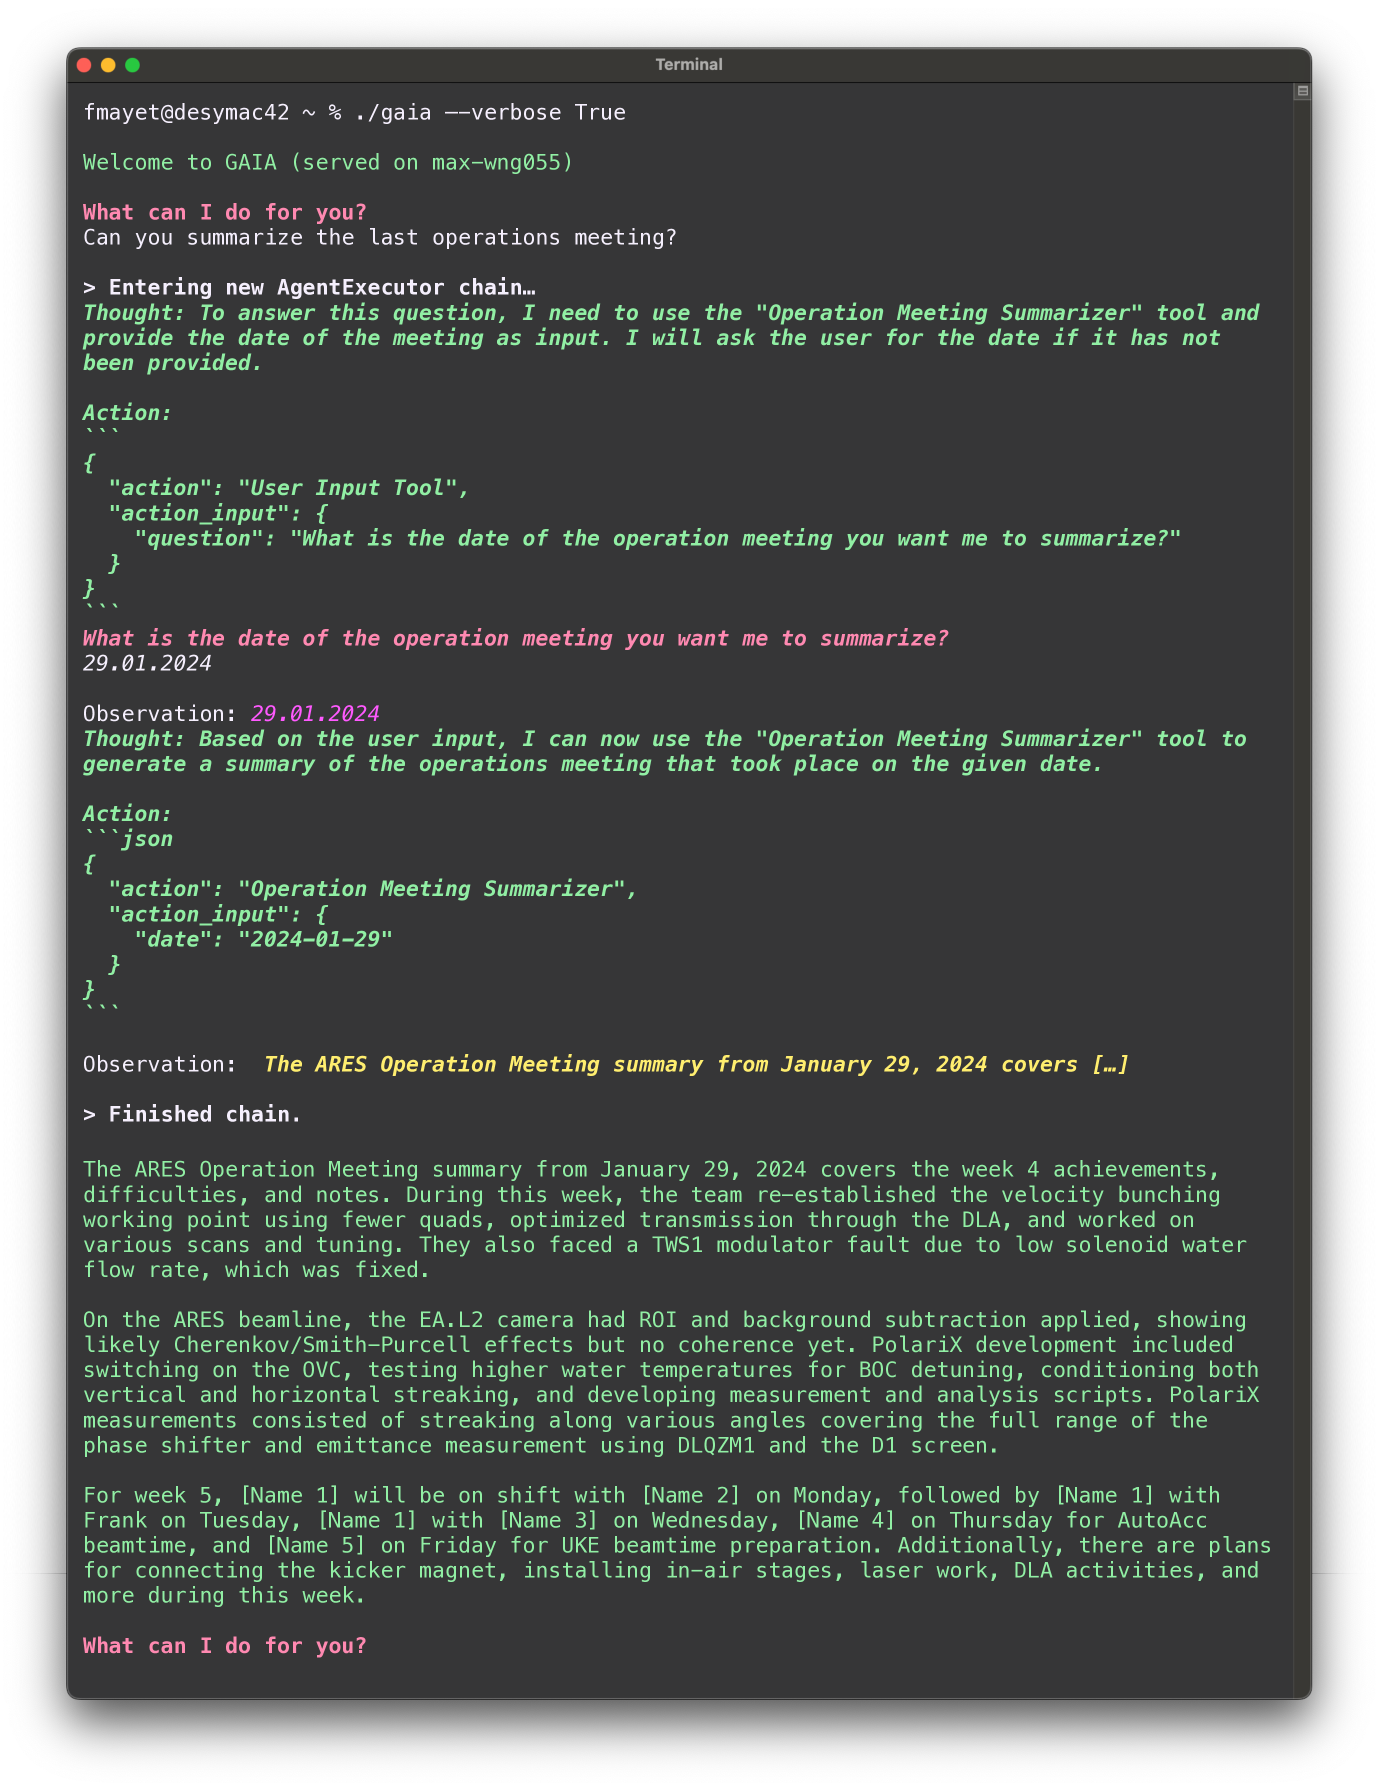 Terminal
fmayet@desymac42 ~ % ./gaia --verbose True
Welcome to GAIA (served on max-wng055)
What can I do for you?
Can you summarize the last operations meeting?
> Entering new AgentExecutor chain…
Thought: To answer this question, I need to use the "Operation Meeting Summarizer" tool and
provide the date of the meeting as input. I will ask the user for the date if it has not
been provided.
Action:
```
{
  "action": "User Input Tool",
  "action_input": {
    "question": "What is the date of the operation meeting you want me to summarize?"
  }
}
```
What is the date of the operation meeting you want me to summarize?
29.01.2024
Observation: 29.01.2024
Thought: Based on the user input, I can now use the "Operation Meeting Summarizer" tool to
generate a summary of the operations meeting that took place on the given date.
Action:
```json
{
  "action": "Operation Meeting Summarizer",
  "action_input": {
    "date": "2024-01-29"
  }
}
```
Observation:  The ARES Operation Meeting summary from January 29, 2024 covers […]
> Finished chain.
The ARES Operation Meeting summary from January 29, 2024 covers the week 4 achievements,
difficulties, and notes. During this week, the team re-established the velocity bunching
working point using fewer quads, optimized transmission through the DLA, and worked on
various scans and tuning. They also faced a TWS1 modulator fault due to low solenoid water
flow rate, which was fixed.
On the ARES beamline, the EA.L2 camera had ROI and background subtraction applied, showing
likely Cherenkov/Smith-Purcell effects but no coherence yet. PolariX development included
switching on the OVC, testing higher water temperatures for BOC detuning, conditioning both
vertical and horizontal streaking, and developing measurement and analysis scripts. PolariX
measurements consisted of streaking along various angles covering the full range of the
phase shifter and emittance measurement using DLQZM1 and the D1 screen.
For week 5, [Name 1] will be on shift with [Name 2] on Monday, followed by [Name 1] with
Frank on Tuesday, [Name 1] with [Name 3] on Wednesday, [Name 4] on Thursday for AutoAcc
beamtime, and [Name 5] on Friday for UKE beamtime preparation. Additionally, there are plans
for connecting the kicker magnet, installing in-air stages, laser work, DLA activities, and
more during this week.
What can I do for you?